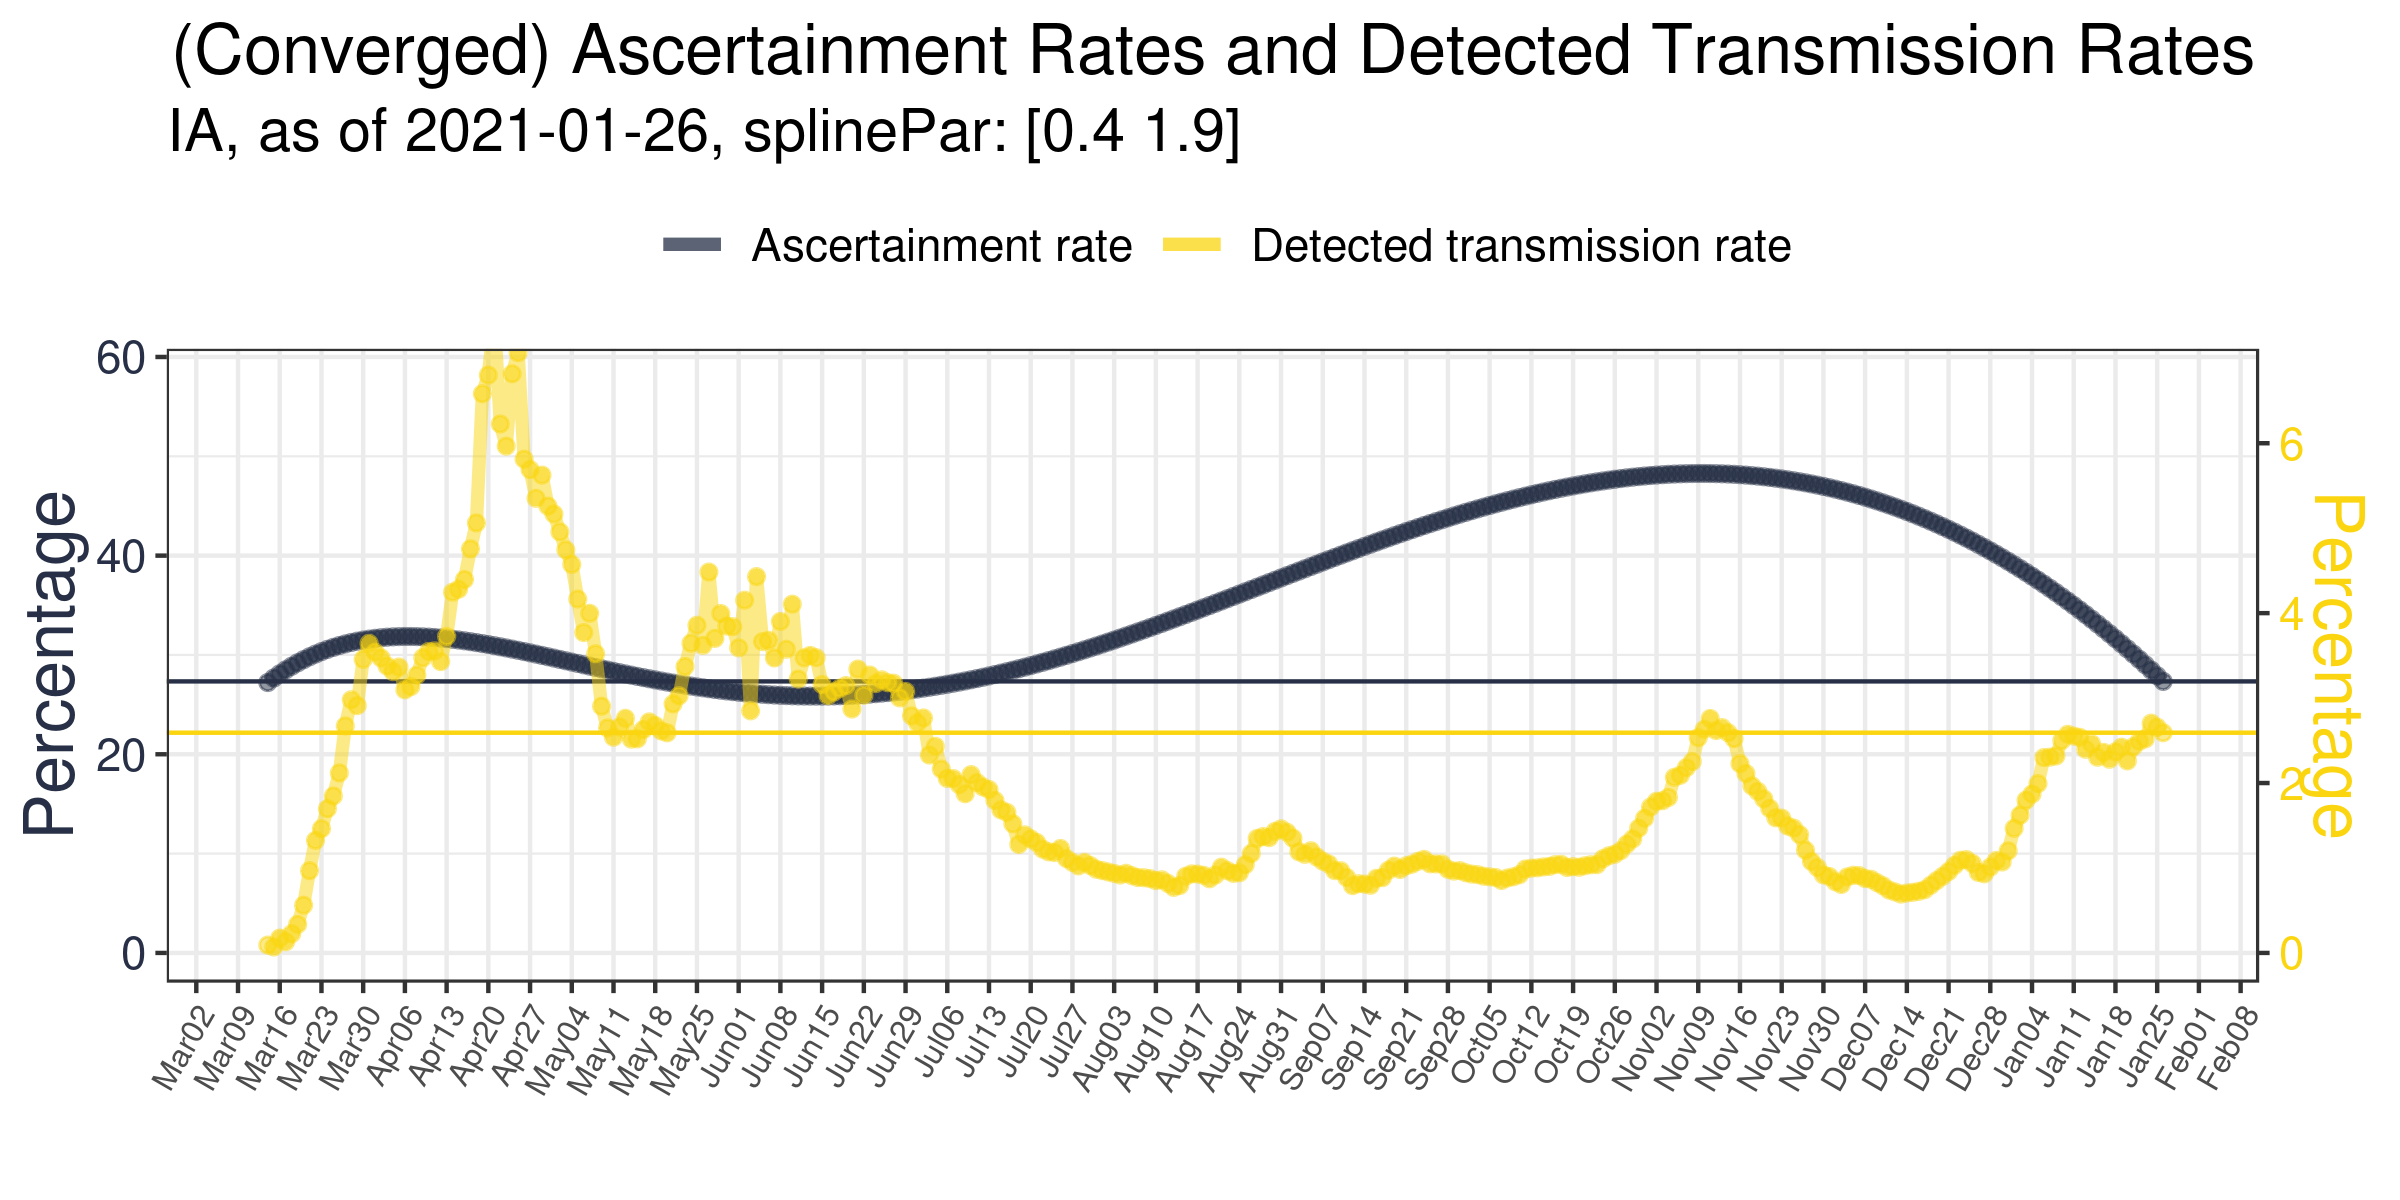 (Converged) Ascertainment Rates and Detected Transmission Rates
IA, as of 2021-01-26, splinePar: [0.4 1.9]
Ascertainment rate Detected transmission rate
Percentage
60
40
20
0
6
4
2
0
Percentage
Mar02
Mar09
Mar16
Mar23
Mar30
Apr06
Apr13
Apr20
Apr27
May04
May11
May18
May25
Jun01
Jun08
Jun15
Jun22
Jun29
Jul06
Jul13
Jul20
Jul27
Aug03
Aug10
Aug17
Aug24
Aug31
Sep07
Sep14
Sep21
Sep28
Oct05
Oct12
Oct19
Oct26
Nov02
Nov09
Nov16
Nov23
Nov30
Dec07
Dec14
Dec21
Dec28
Jan04
Jan11
Jan18
Jan25
Feb01
Feb08